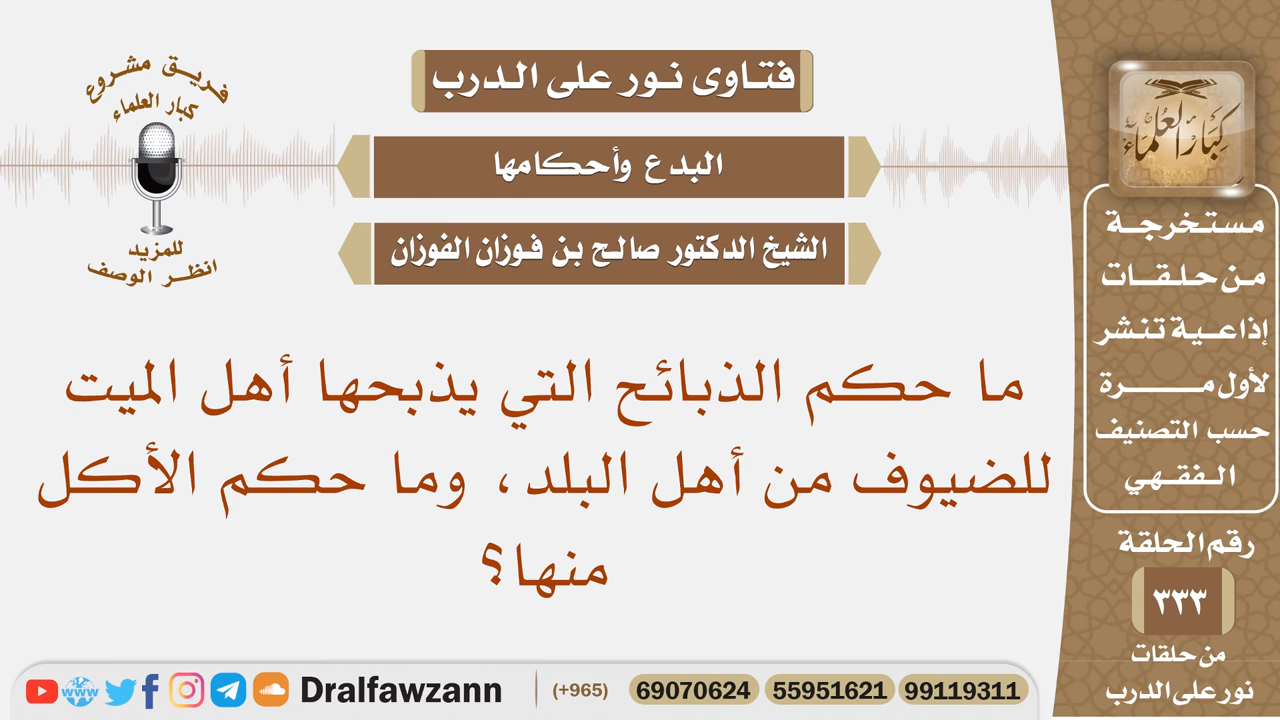 فتاوى نور على الدرب
البدع وأحكامها
الشيخ الدكتور صالح بن فوزان الفوزان
فريق مشروع
كبار العلماء
للمزيد
انظر الوصف
ما حكم الذبائح التي يذبحها أهل الميت
للضيوف من أهل البلد، وما حكم الأكل
منها؟
كبار العلماء
مستخرجة
من حلقات
إذاعية تنشر
لأول مرة
حسب التصنيف
الفقهي
رقم الحلقة
٣٣٣
من حلقات
نور على الدرب
www
Dralfawzann (+965) 69070624 55951621 99119311